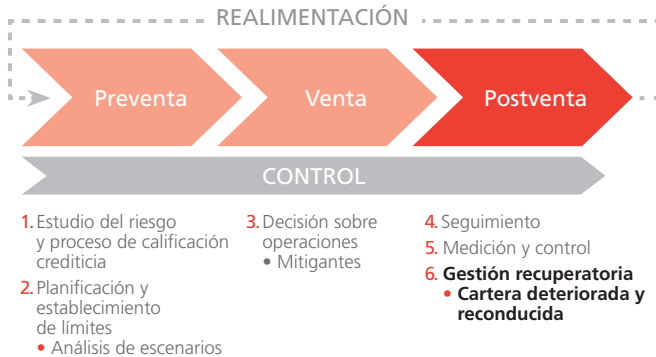 REALIMENTACIÓN
Preventa
Venta
Postventa
CONTROL
1. Estudio del riesgo
y proceso de calificación
crediticia
2. Planificación y
establecimiento
de límites
• Análisis de escenarios
3. Decisión sobre
operaciones
• Mitigantes
4. Seguimiento
5. Medición y control
6. Gestión recuperatoria
• Cartera deteriorada y
reconducida